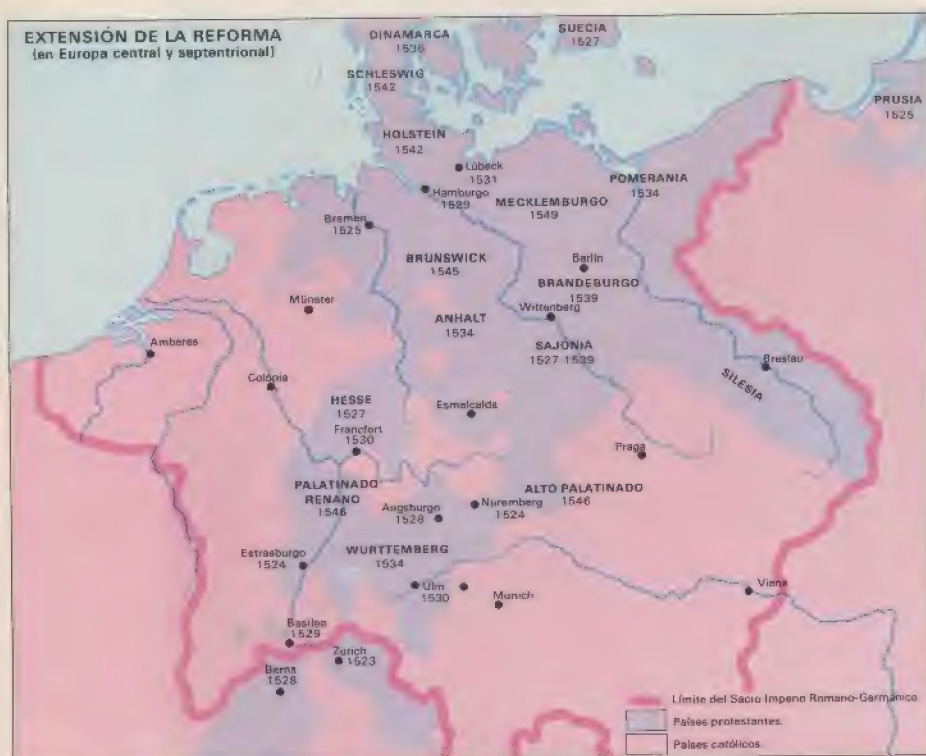 EXTENSIÓN DE LA REFORMA
(en Europa central y septentrional)
DINAMARCA
1536
SUECIA
1527
SCHLESWIG
1542
PRUSIA
1525
HOLSTEIN
1542
Lübeck
1531
Hamburgo
1529
POMERANIA
1534
MECKLEMBURGO
1549
Bremen
1525
BRUNSWICK
1545
Berlín
BRANDEBURGO
1539
Münster
ANHALT
1534
Wittenberg
SAJONIA
1527 1539
Amberes
Breslau
SILESIA
Colonia
HESSE
1527
Esmelcalda
Francfort
1530
Praga
PALATINADO
RENANO
1546
ALTO PALATINADO
1546
Augsburgo
1528
Nuremberg
1524
WURTTEMBERG
1534
Estrasburgo
1524
Ulm
1530
Munich
Viena
Basilea
1529
Zurich
1523
Berna
1528
Límite del Sacro Imperio Romano-Germánico.
Países protestantes.
Países católicos.